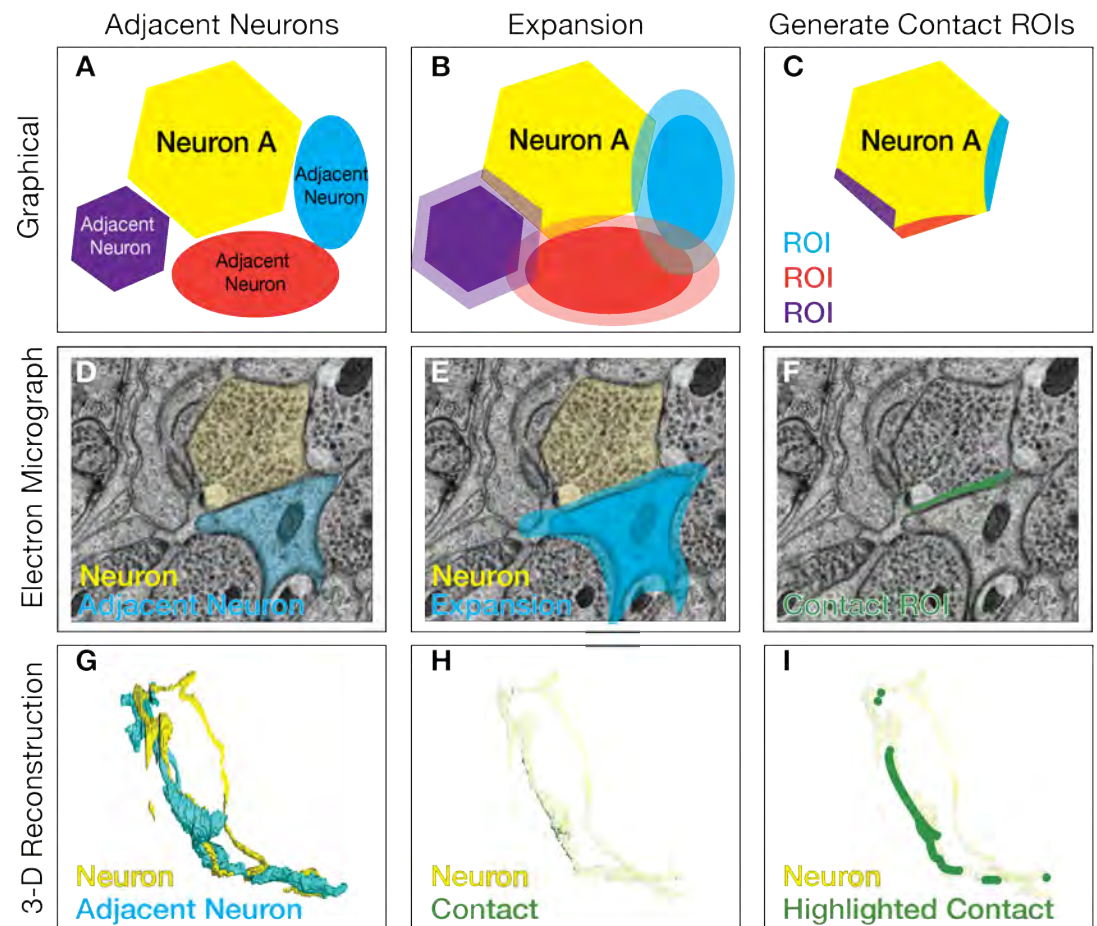 Adjacent Neurons
Expansion
Generate Contact ROIs
Graphical
A
Neuron A
Adjacent
Neuron
Adjacent
Neuron
Adjacent
Neuron
B
Neuron A
C
Neuron A
ROI
ROI
ROI
Electron Micrograph
D
Neuron
Adjacent Neuron
E
Neuron
Expansion
F
Contact ROI
3-D Reconstruction
G
Neuron
Adjacent Neuron
H
Neuron
Contact
I
Neuron
Highlighted Contact